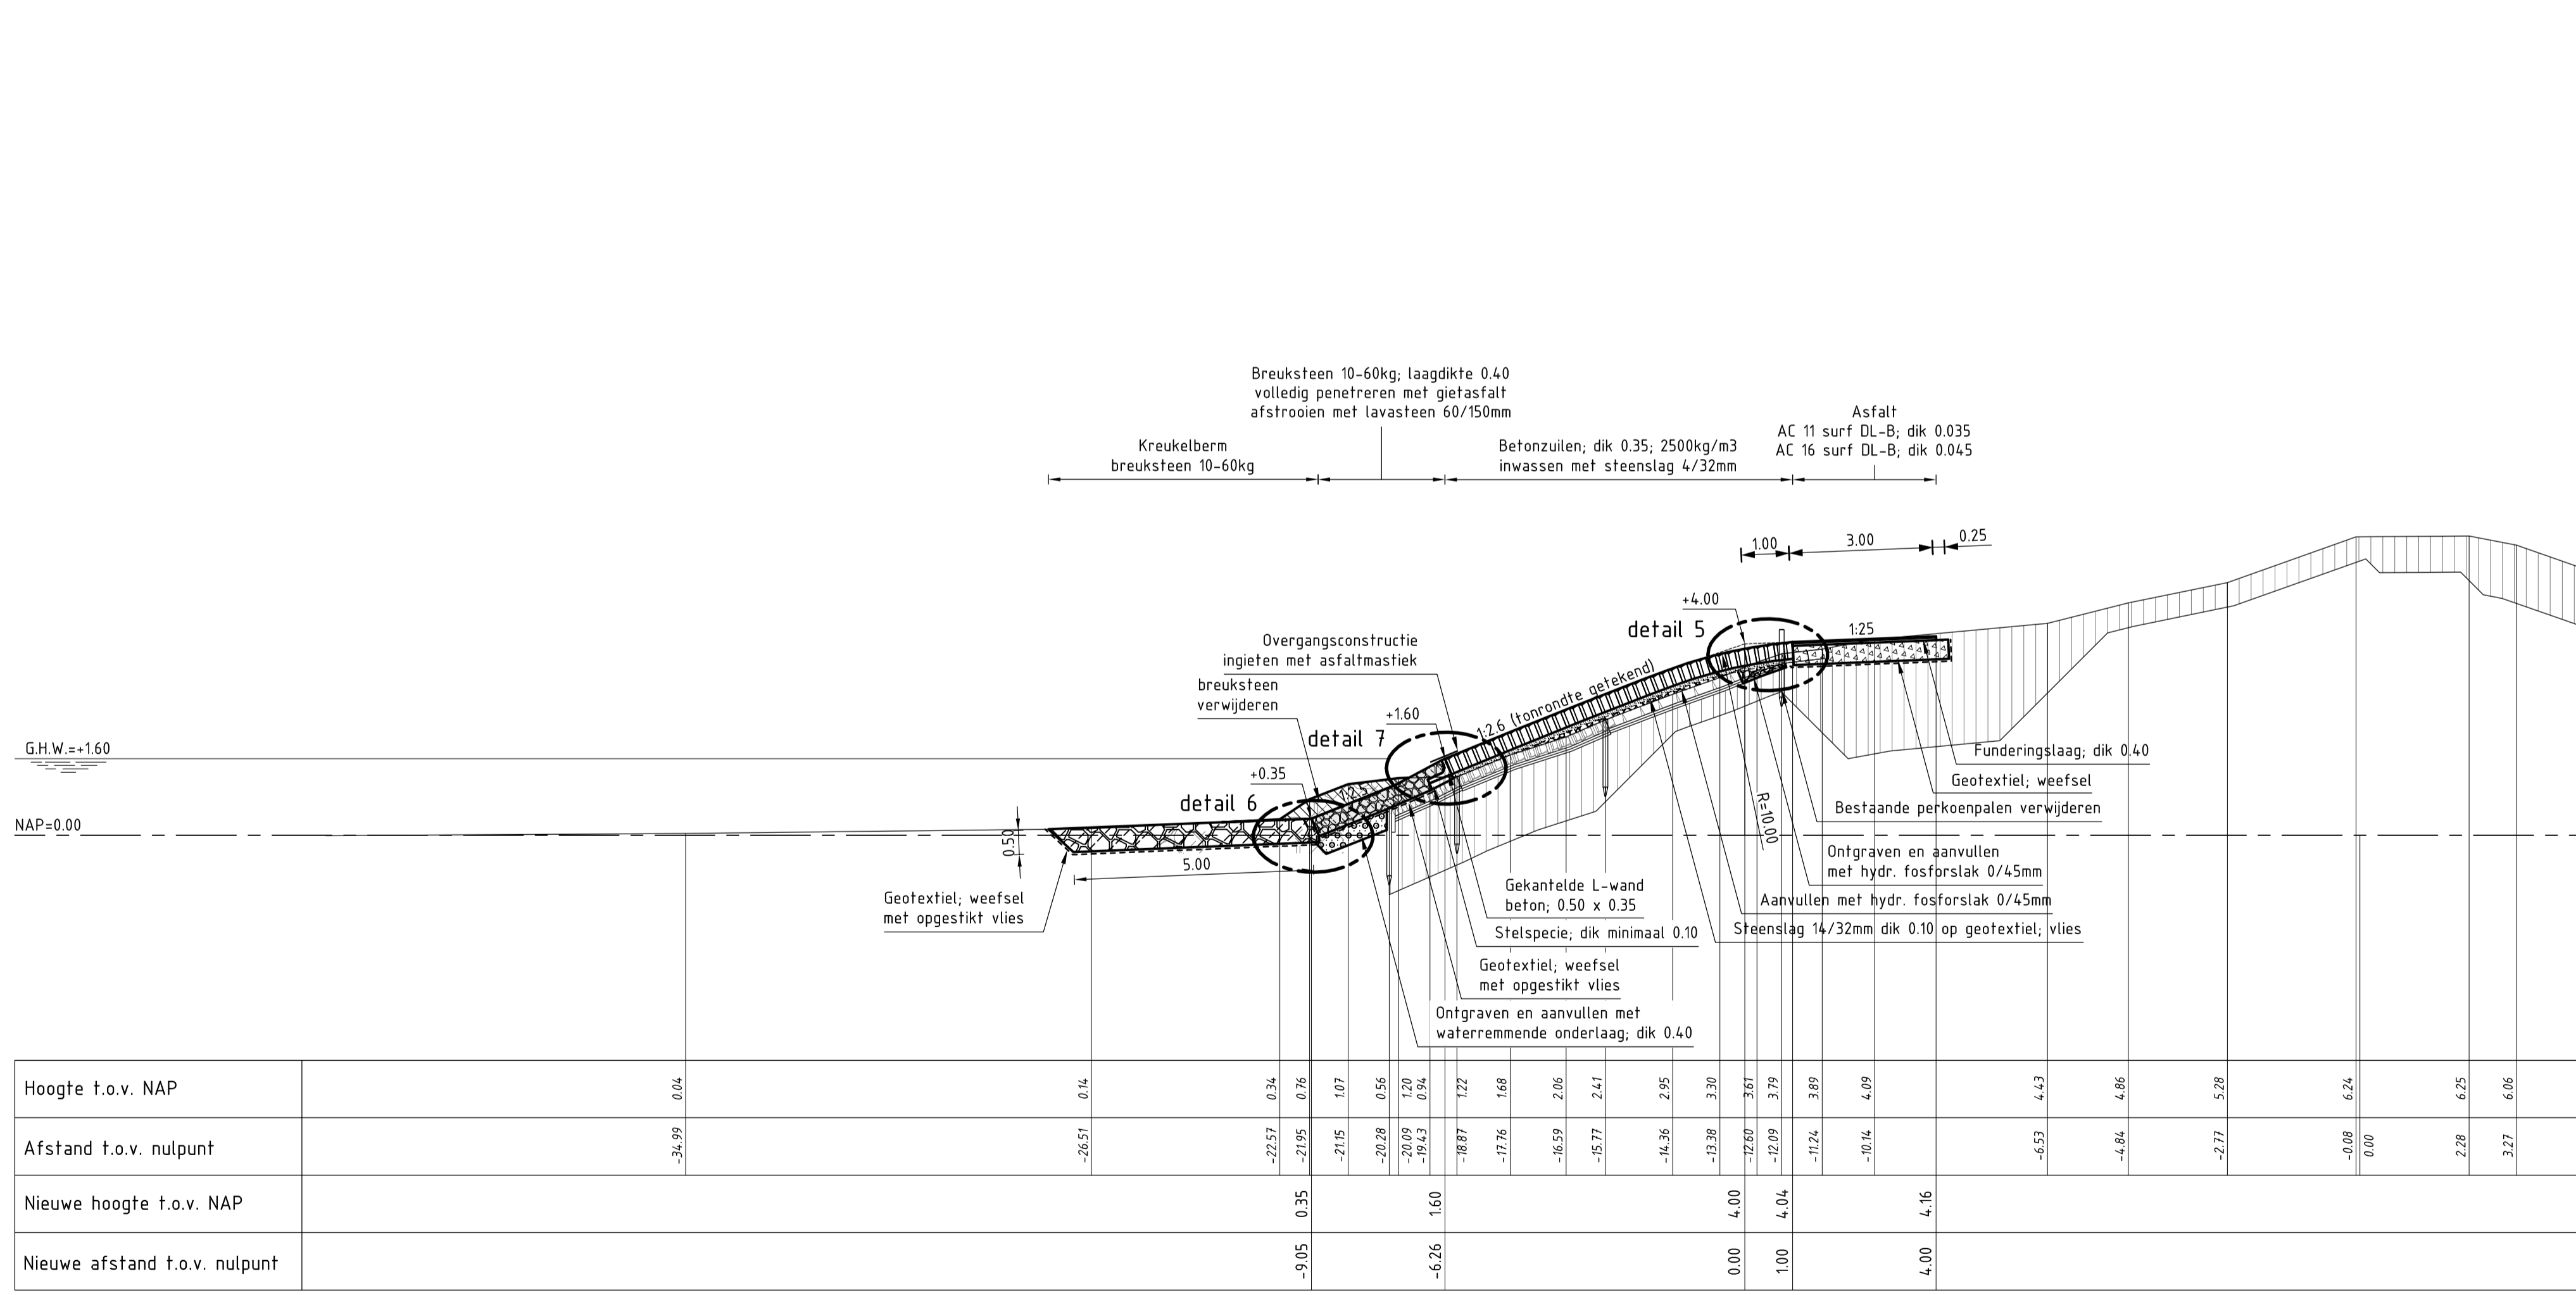 Breuksteen 10-60kg; laagdikte 0.40
volledig penetreren met gietasfalt
afstrooien met lavasteen 60/150mm
Kreukelberm
breuksteen 10-60kg
Betonzuilen; dik 0.35; 2500kg/m3
inwassen met steenslag 4/32mm
Asfalt
AC 11 surf DL-B; dik 0.035
AC 16 surf DL-B; dik 0.045
1.00
3.00
0.25
+4.00
detail 5
1:25
Overgangsconstructie
ingieten met asfaltmastiek
breuksteen
verwijderen
1:2.6 (tonrondte getekend)
+1.60
detail 7
G.H.W.=+1.60
+0.35
1:2.5
detail 6
NAP=0.00
0.50
5.00
R=10.00
Geotextiel; weefsel
met opgestikt vlies
Funderingslaag; dik 0.40
Geotextiel; weefsel
Bestaande perkoenpalen verwijderen
Ontgraven en aanvullen
met hydr. fosforslak 0/45mm
Aanvullen met hydr. fosforslak 0/45mm
Steenslag 14/32mm dik 0.10 op geotextiel; vlies
Gekantelde L-wand
beton; 0.50 x 0.35
Stelspecie; dik minimaal 0.10
Geotextiel; weefsel
met opgestikt vlies
Ontgraven en aanvullen met
waterremmende onderlaag; dik 0.40
Hoogte t.o.v. NAP 0.04 0.14 0.34 0.76 1.07 0.56 1.20 0.94 1.22 1.68 2.06 2.41 2.95 3.30 3.61 3.79 3.89 4.09 4.43 4.86 5.28 6.24 6.25 6.06
Afstand t.o.v. nulpunt -34.99 -26.51 -22.57 -21.95 -21.15 -20.28 -20.09 -19.43 -18.87 -17.76 -16.59 -15.77 -14.36 -13.38 -12.60 -12.09 -11.24 -10.14 -6.53 -4.84 -2.77 -0.08 0.00 2.28 3.27
Nieuwe hoogte t.o.v. NAP 0.35 1.60 4.00 4.04 4.16
Nieuwe afstand t.o.v. nulpunt -9.05 -6.26 0.00 1.00 4.00